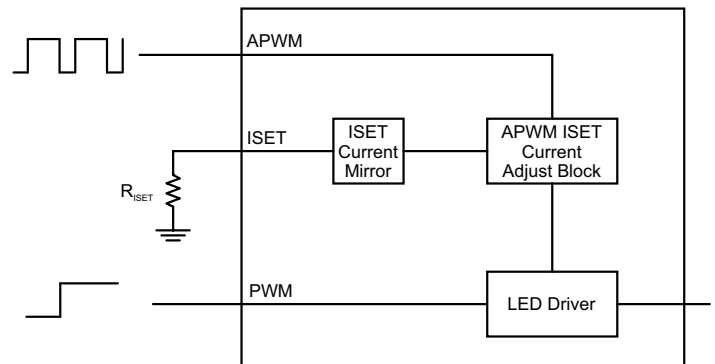 APWM
ISET
ISET
Current
Mirror
APWM ISET
Current
Adjust Block
RISET
PWM
LED Driver